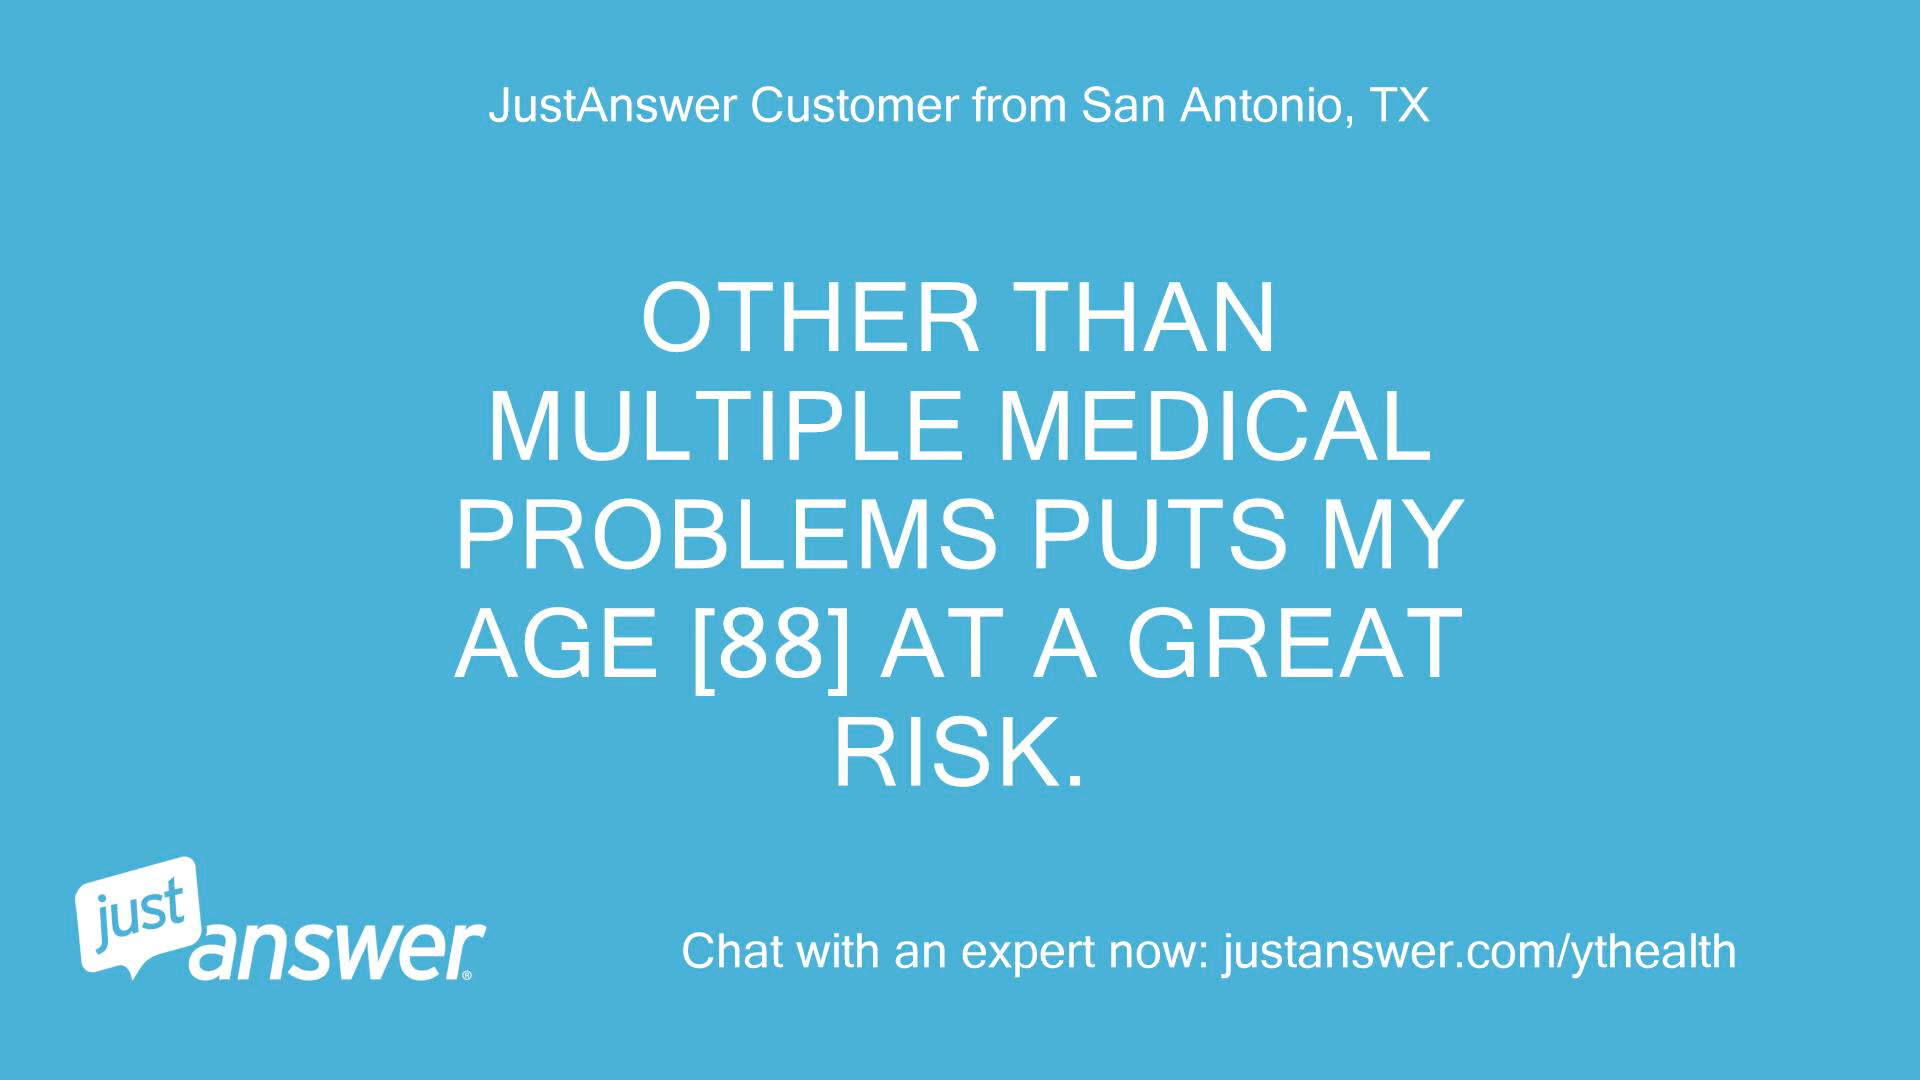 JustAnswer Customer from San Antonio, TX
OTHER THAN
MULTIPLE MEDICAL
PROBLEMS PUTS MY
AGE [88] AT A GREAT
RISK.
just
answer®
Chat with an expert now: justanswer.com/ythealth